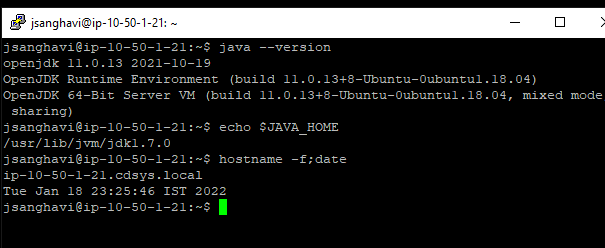 jsanghavi@ip-10-50-1-21: ~
jsanghavi@ip-10-50-1-21:~$ java --version
openjdk 11.0.13 2021-10-19
OpenJDK Runtime Environment (build 11.0.13+8-Ubuntu-0ubuntu1.18.04)
OpenJDK 64-Bit Server VM (build 11.0.13+8-Ubuntu-0ubuntu1.18.04, mixed mode
 sharing)
jsanghavi@ip-10-50-1-21:~$ echo $JAVA_HOME
/usr/lib/jvm/jdk1.7.0
jsanghavi@ip-10-50-1-21:~$ hostname -f;date
ip-10-50-1-21.cdsys.local
Tue Jan 18 23:25:46 IST 2022
jsanghavi@ip-10-50-1-21:~$